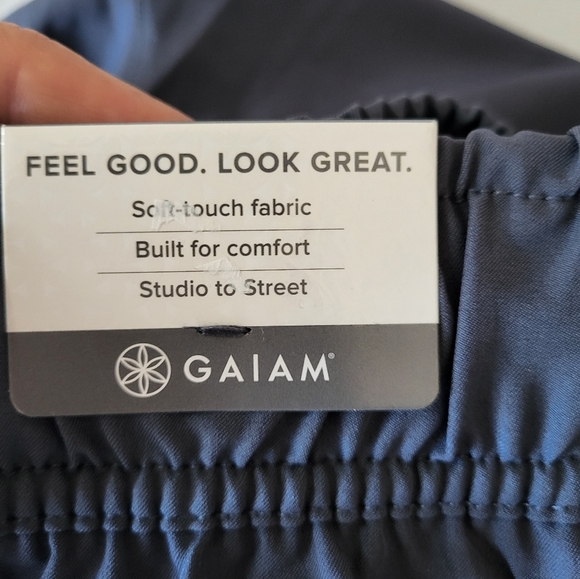 FEEL GOOD. LOOK GREAT.
Soft-touch fabric
Built for comfort
Studio to Street
GAIAM®